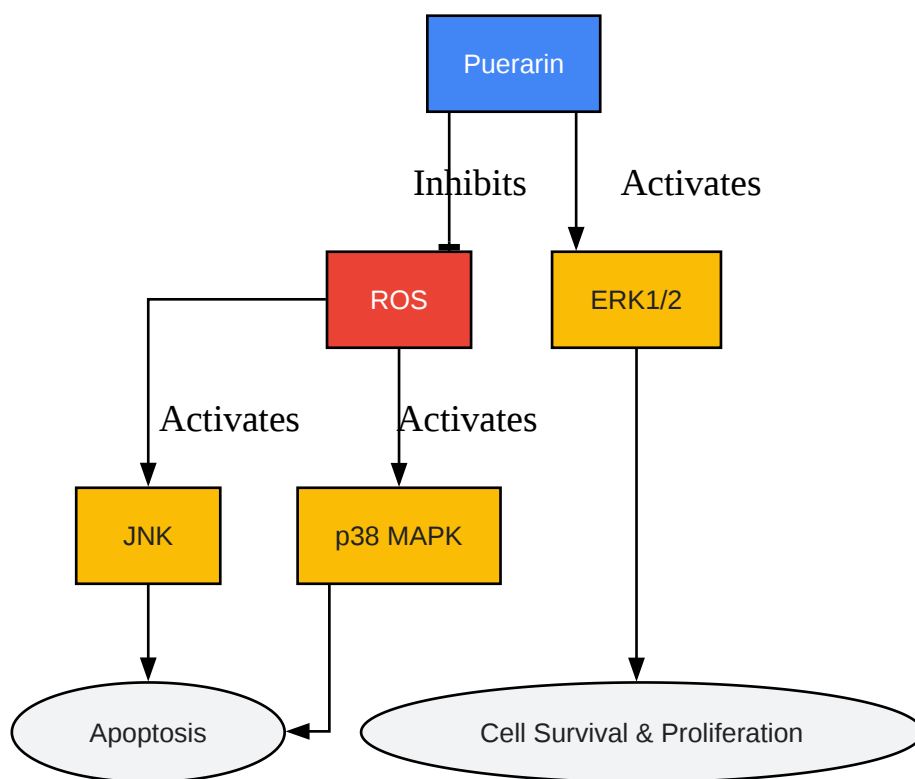 Puerarin
Inhibits
Activates
ROS
ERK1/2
Activates
Activates
JNK
p38 MAPK
Apoptosis
Cell Survival & Proliferation